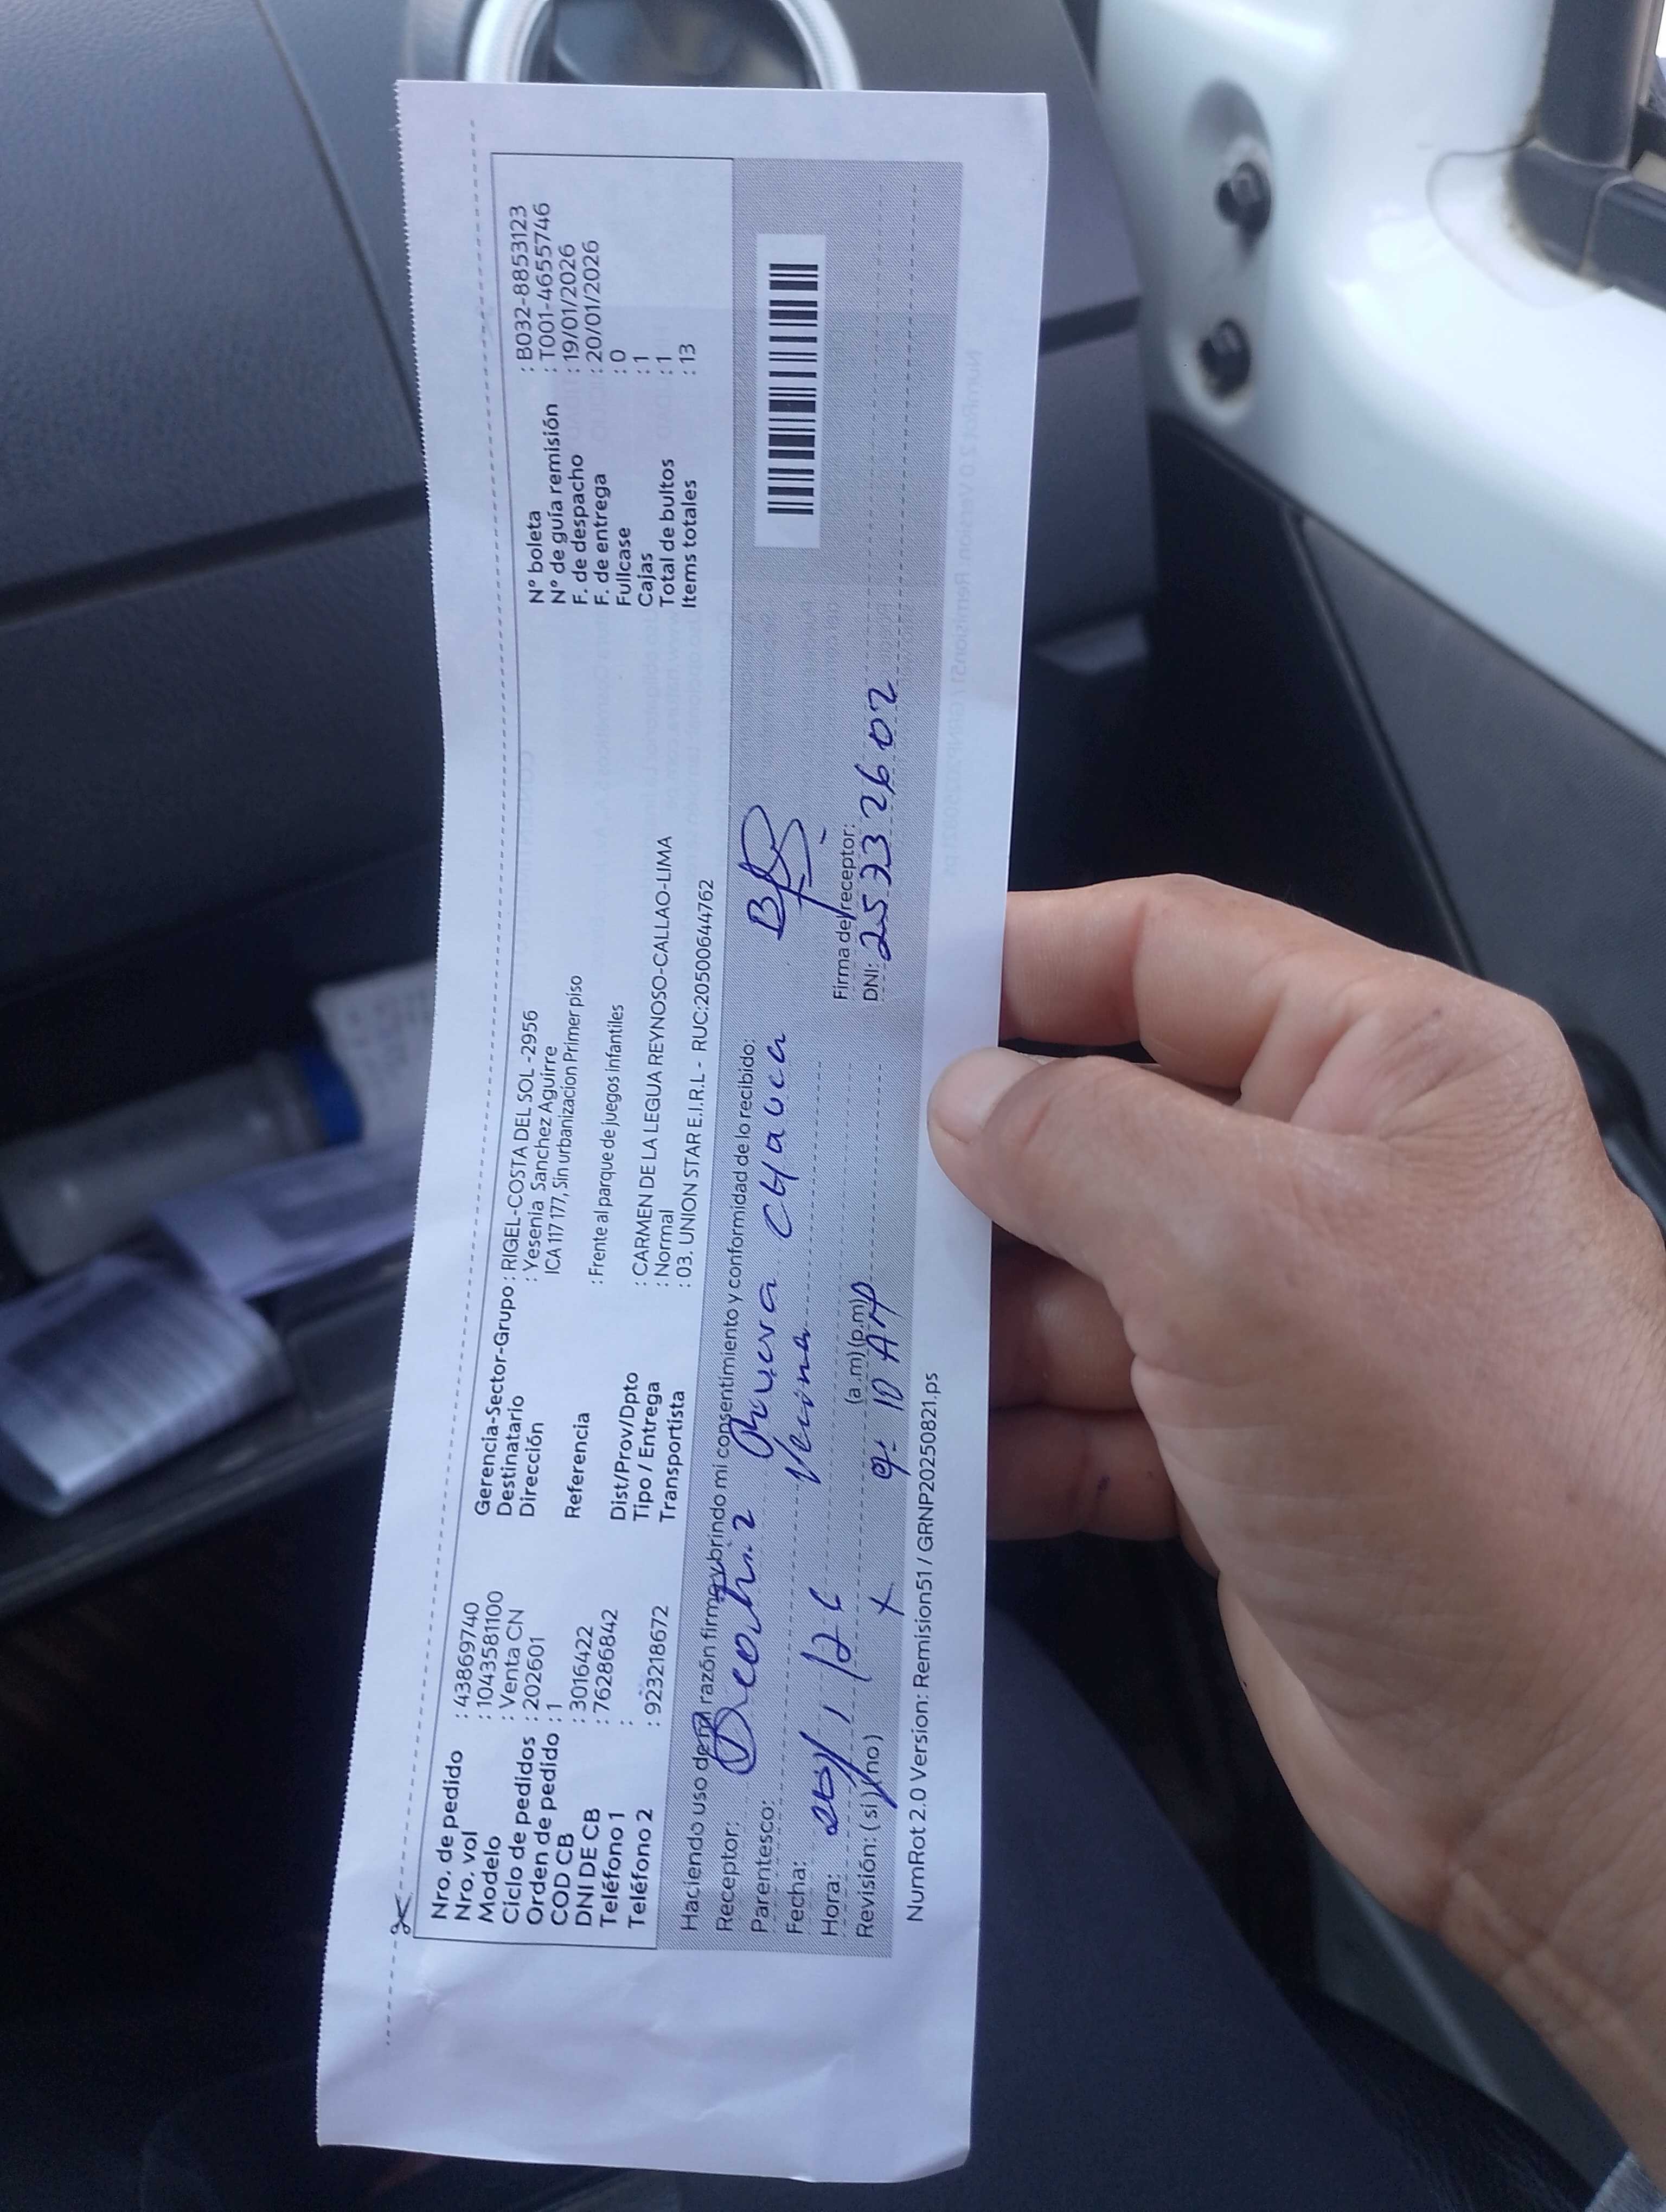 Nro. de pedido : 43869740
Nro. vol : 1043581100
Modelo : Venta CN
Ciclo de pedidos : 202601
Orden de pedido : 1
COD CB : 3016422
DNI DE CB : 76286842
Teléfono 1 :
Teléfono 2 : 923218672
Gerencia-Sector-Grupo : RIGEL-COSTA DEL SOL -2956
Destinatario : Yesenia Sanchez Aguirre
Dirección ICA 117 177, Sin urbanizacion Primer piso
Referencia : Frente al parque de juegos infantiles
Dist/Prov/Dpto : CARMEN DE LA LEGUA REYNOSO-CALLAO-LIMA
Tipo / Entrega : Normal
Transportista : 03. UNION STAR E.I.R.L - RUC:20500644762
N° boleta : B032-8853123
N° de guía remisión : T001-4655746
F. de despacho : 19/01/2026
F. de entrega : 20/01/2026
Fullcase : 0
Cajas : 1
Total de bultos : 1
Items totales : 13
Haciendo uso de mi razón firmo y brindo mi consentimiento y conformidad de lo recibido:
Receptor: Rivera
Parentesco: Vecina
Fecha: 20/1/26
Hora: (a.m) (p.m) 9:10 AM
Revisión: (si) (no) X
Firma del receptor:
DNI: 25332602
NumRot 2.0 Version: Remision51 / GRNP20250821.ps